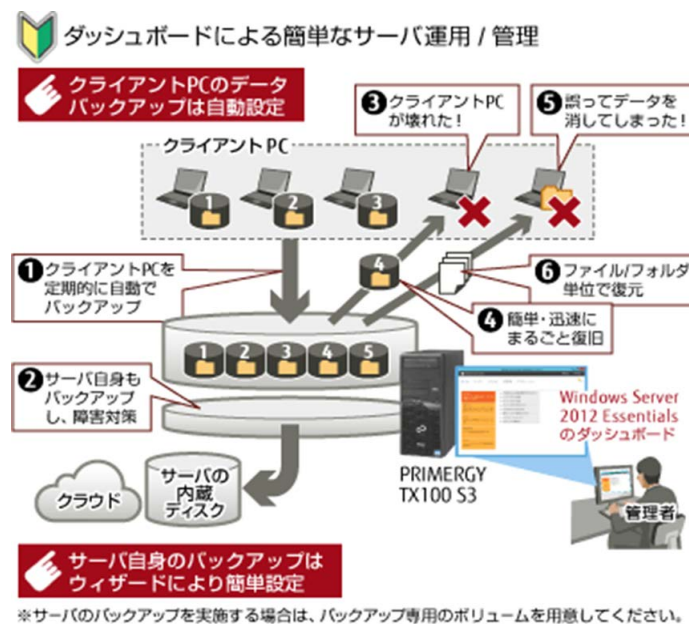 ダッシュボードによる簡単なサーバ運用 / 管理
クライアントPCのデータ
バックアップは自動設定
❸クライアントPC
が壊れた!
❺誤ってデータを
消してしまった!
クライアント PC
1
2
3
❶クライアントPCを
定期的に自動で
バックアップ
4
❻ファイル/フォルダ
単位で復元
❹簡単・迅速に
まるごと復旧
1
2
3
4
5
❷サーバ自身も
バックアップ
し、障害対策
Windows Server
2012 Essentials
のダッシュボード
PRIMERGY
TX100 S3
クラウド
サーバの
内蔵
ディスク
管理者
サーバ自身のバックアップは
ウィザードにより簡単設定
※サーバのバックアップを実施する場合は、バックアップ専用のボリュームを用意してください。